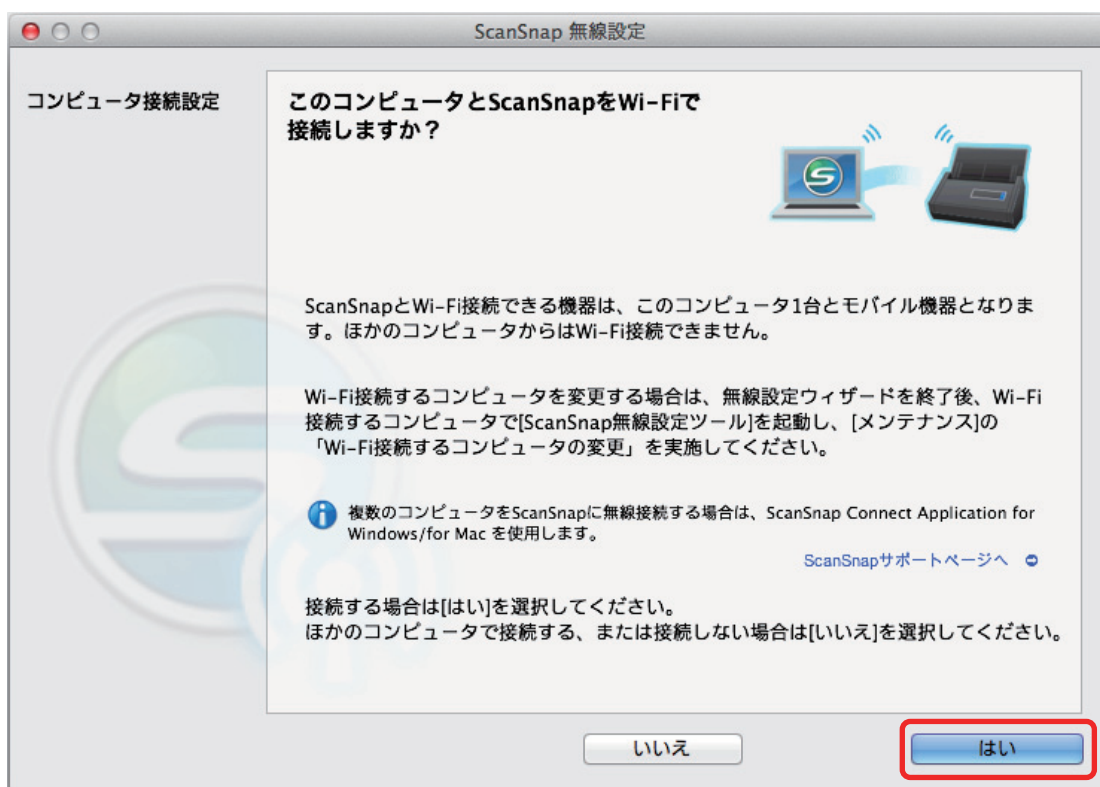 ScanSnap 無線設定
コンピュータ接続設定
このコンピュータとScanSnapをWi-Fiで
接続しますか？
ScanSnapとWi-Fi接続できる機器は、このコンピュータ1台とモバイル機器となりま
す。ほかのコンピュータからはWi-Fi接続できません。
Wi-Fi接続するコンピュータを変更する場合は、無線設定ウィザードを終了後、Wi-Fi
接続するコンピュータで[ScanSnap無線設定ツール]を起動し、[メンテナンス]の
「Wi-Fi接続するコンピュータの変更」を実施してください。
複数のコンピュータをScanSnapに無線接続する場合は、ScanSnap Connect Application for
Windows/for Mac を使用します。
ScanSnapサポートページへ
接続する場合は[はい]を選択してください。
ほかのコンピュータで接続する、または接続しない場合は[いいえ]を選択してください。
いいえ
はい